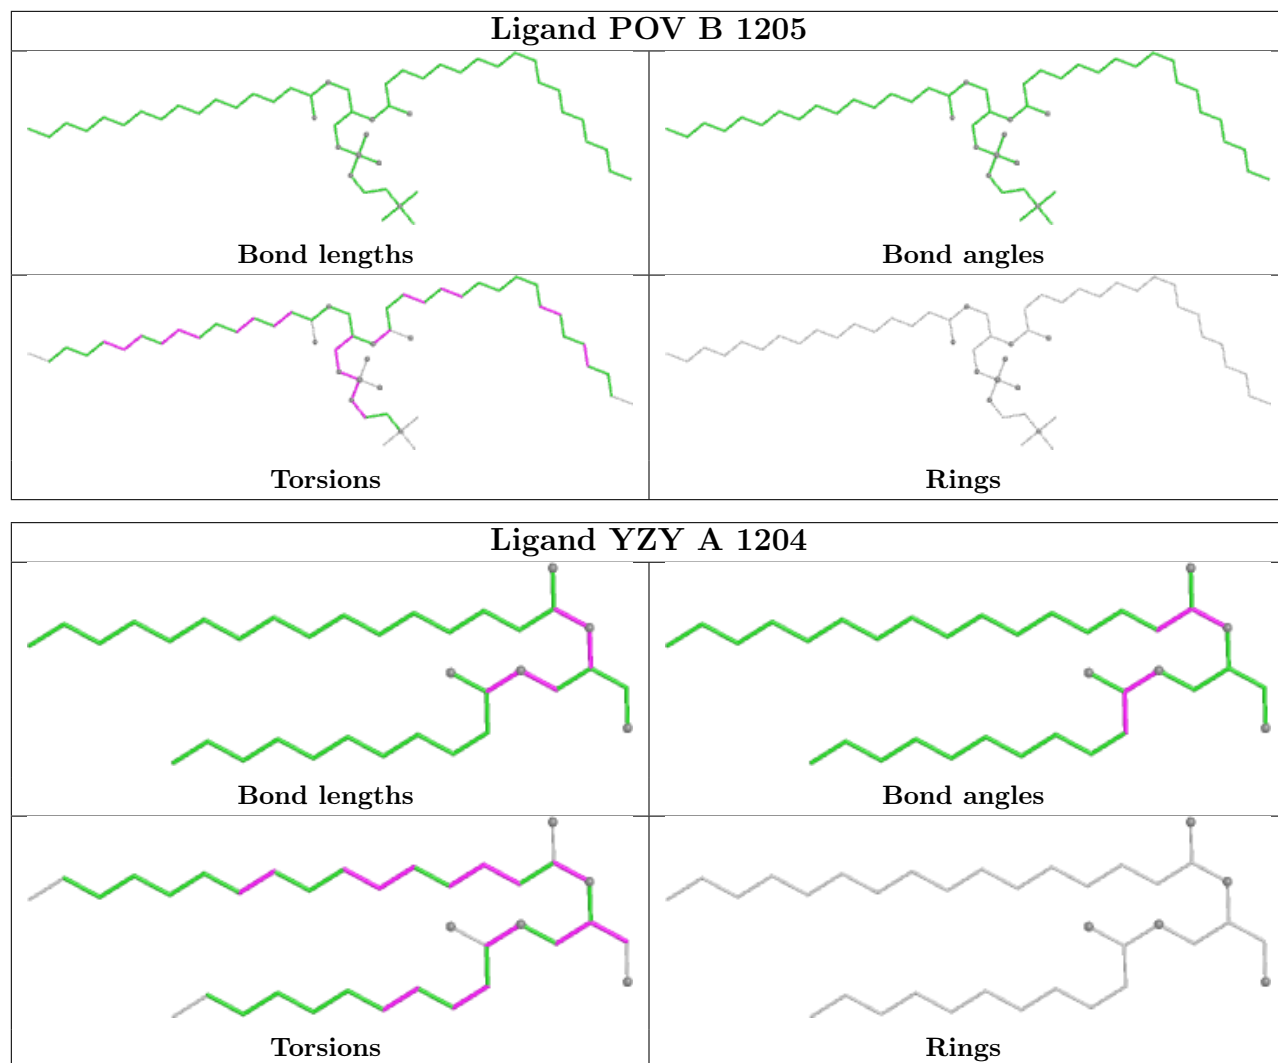 Ligand POV B 1205
Bond lengths
Bond angles
Torsions
Rings
Ligand YZY A 1204
Bond lengths
Bond angles
Torsions
Rings